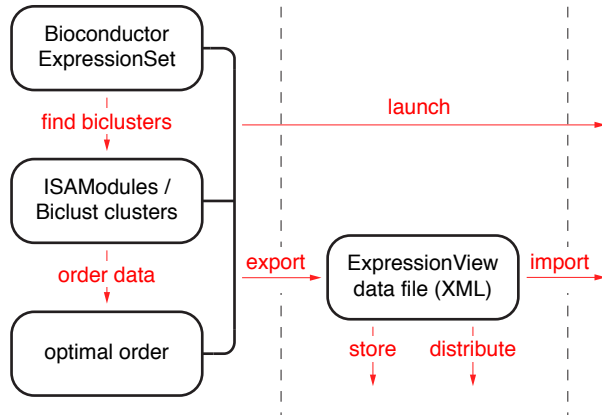 Bioconductor
ExpressionSet
find biclusters
launch
ISAModules /
Biclust clusters
order data
export
ExpressionView
data file (XML)
import
optimal order
store
distribute